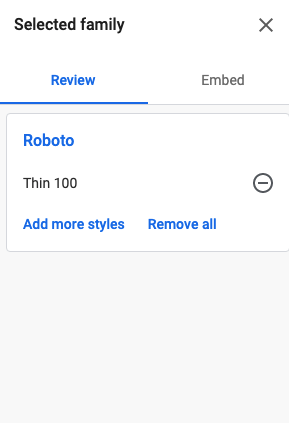 Selected family
Review Embed
Roboto
Thin 100
Add more styles Remove all